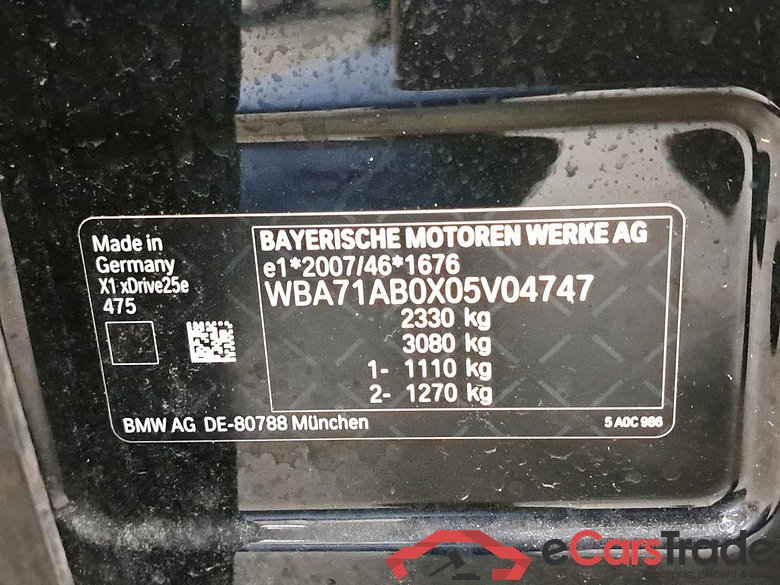 Made in
Germany
X1 xDrive25e
475
BAYERISCHE MOTOREN WERKE AG
e1*2007/46*1676
WBA71AB0X05V04747
2330 kg
3080 kg
1- 1110 kg
2- 1270 kg
BMW AG DE-80788 München
5 A0C 986
eCarsTrade